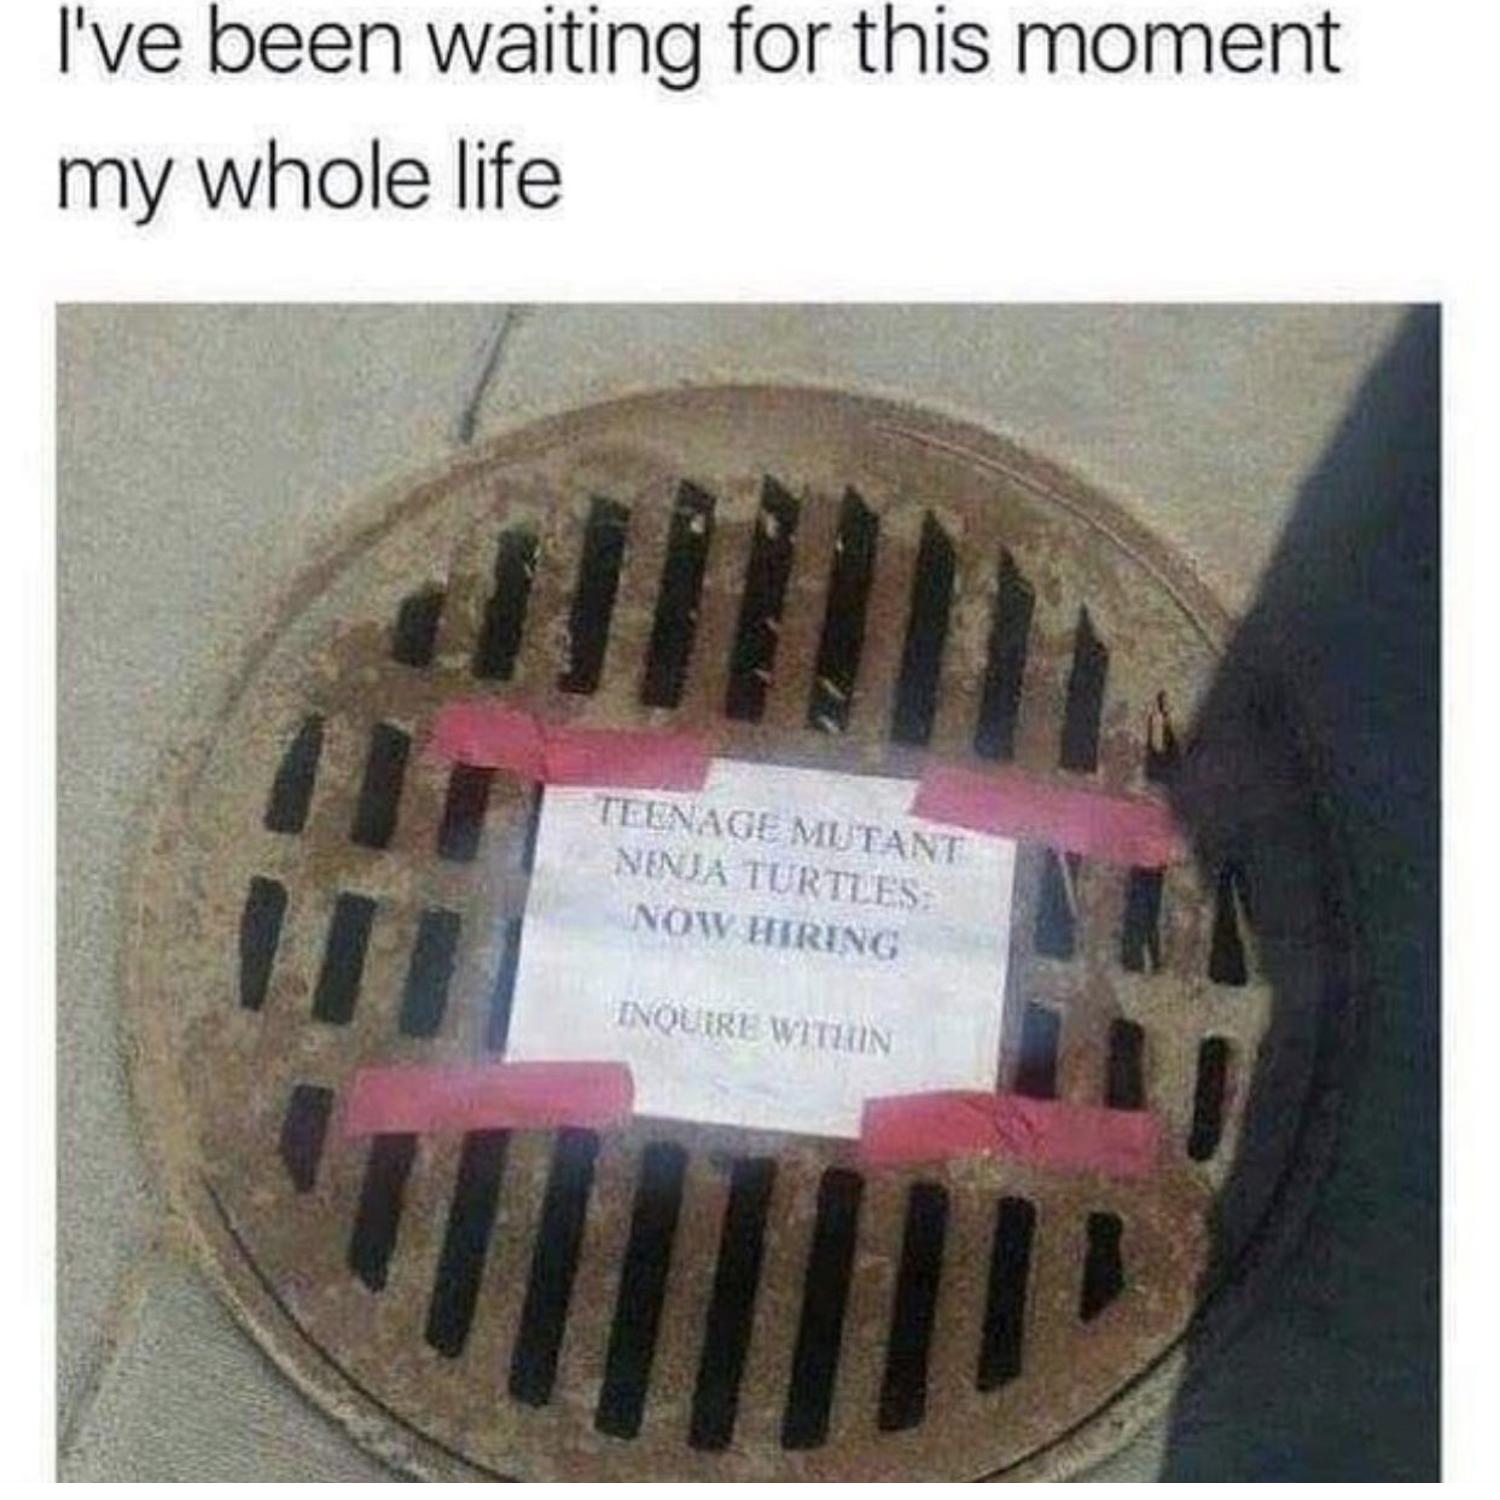 I've been waiting for this moment
my whole life
TEENAGE MUTANT
NINJA TURTLES:
NOW HIRING
INQUIRE WITHIN